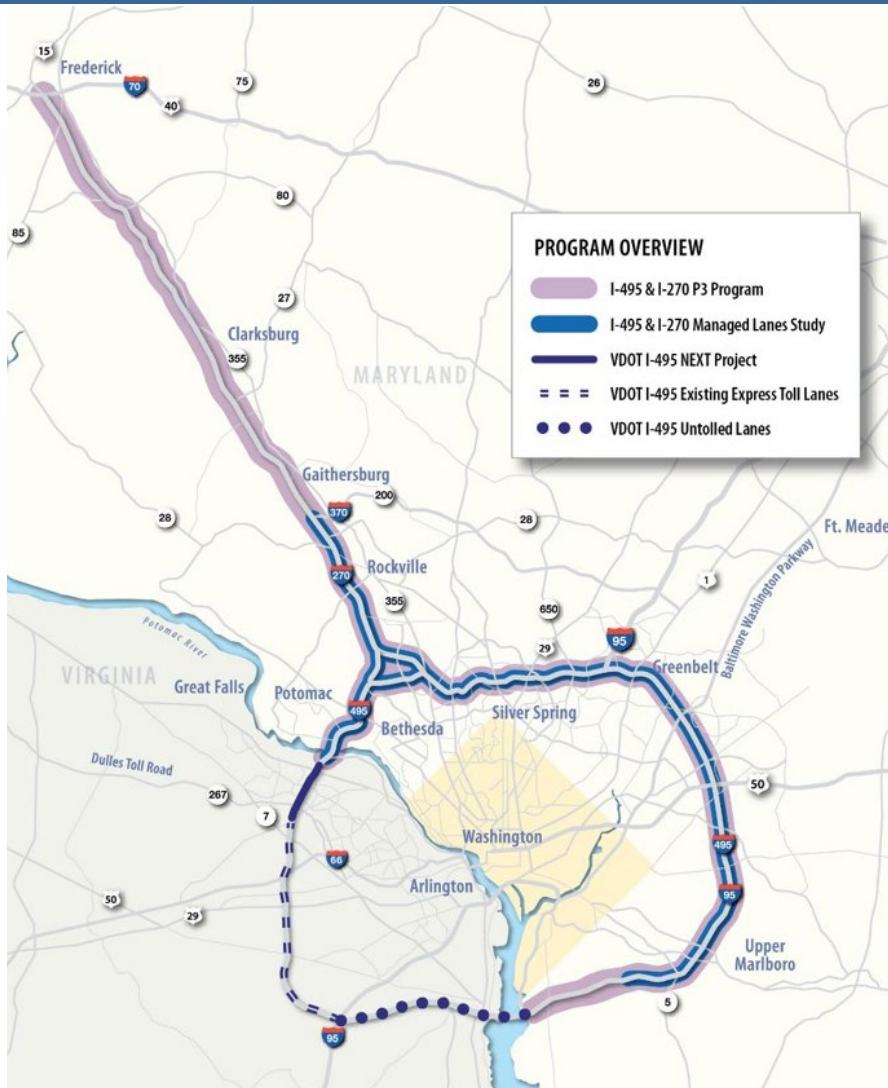 15
Frederick
70
75
26
40
80
85
PROGRAM OVERVIEW
I-495 & I-270 P3 Program
I-495 & I-270 Managed Lanes Study
VDOT I-495 NEXT Project
VDOT I-495 Existing Express Toll Lanes
VDOT I-495 Untolled Lanes
27
Clarksburg
355
MARYLAND
Gaithersburg
370
200
28
28
Ft. Meade
270
Rockville
355
650
1
Baltimore Washington Parkway
29
95
Potomac River
VIRGINIA
Great Falls
Potomac
Greenbelt
495
Silver Spring
Bethesda
Dulles Toll Road
267
7
50
Washington
495
66
Arlington
95
50
29
Upper
Marlboro
5
95